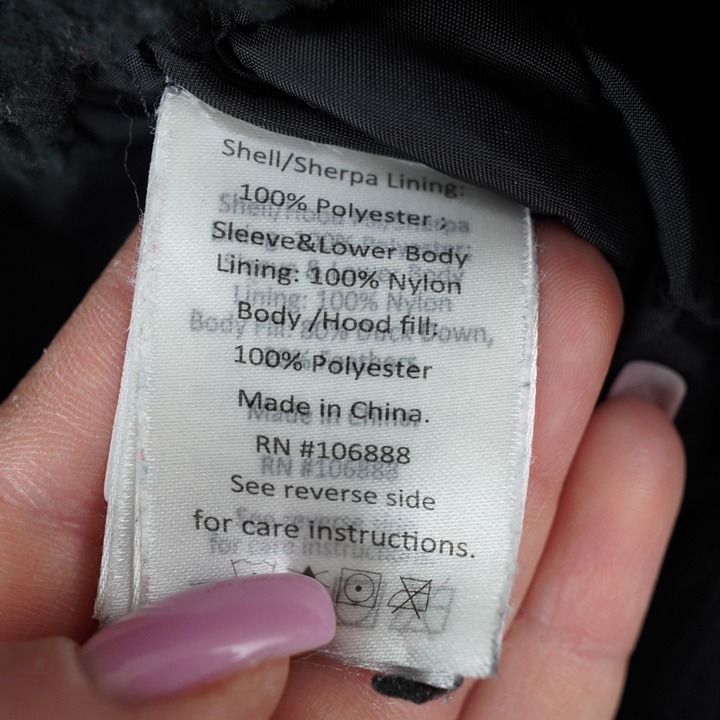 Shell/Sherpa Lining:
100% Polyester ;
Sleeve&Lower Body
Lining: 100% Nylon
Body /Hood fill:
100% Polyester
Made in China.
RN #106888
See reverse side
for care instructions.